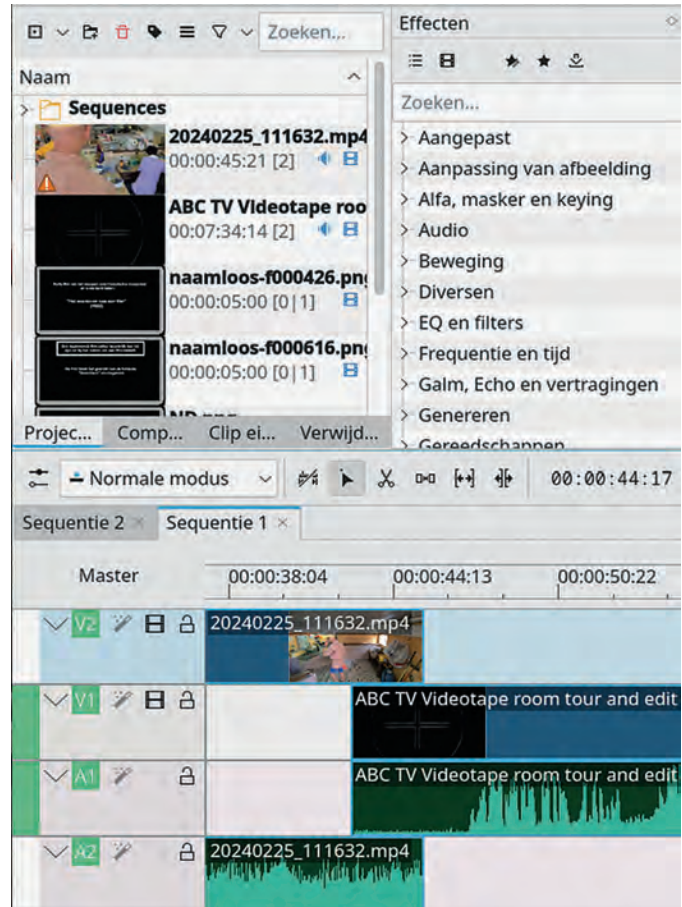 Zoeken...
Naam
Sequences
20240225_111632.mp4
00:00:45:21 [2]
ABC TV Videotape roo
00:07:34:14 [2]
naamloos-f000426.png
00:00:05:00 [0|1]
naamloos-f000616.png
00:00:05:00 [0|1]
Projec... Comp... Clip ei... Verwijd...
Effecten
Zoeken...
Aangepast
Aanpassing van afbeelding
Alfa, masker en keying
Audio
Beweging
Diversen
EQ en filters
Frequentie en tijd
Galm, Echo en vertragingen
Genereren
Gereedschappen
Normale modus 00:00:44:17
Sequentie 2 Sequentie 1
Master 00:00:38:04 00:00:44:13 00:00:50:22
V2 20240225_111632.mp4
V1 ABC TV Videotape room tour and edit
A1 ABC TV Videotape room tour and edit
A2 20240225_111632.mp4